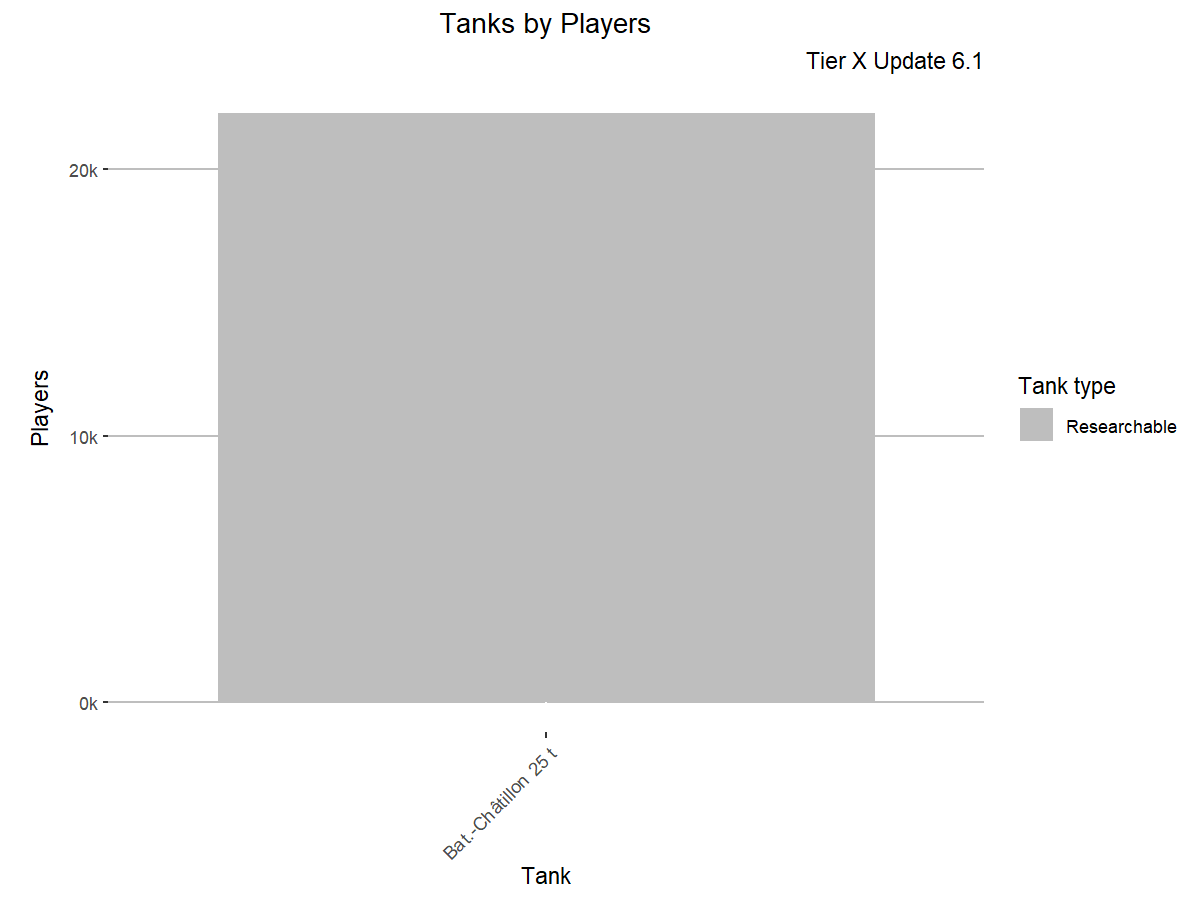 Tanks by Players
Tier X Update 6.1
20k
10k
0k
Players
Bat.-Châtillon 25 t
Tank
Tank type
Researchable